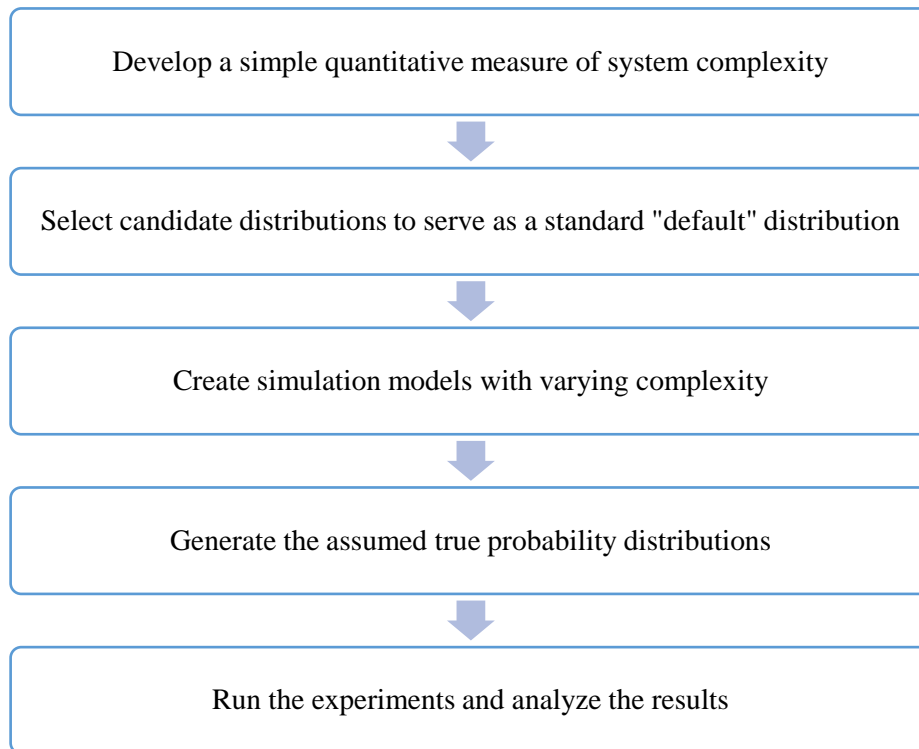 Develop a simple quantitative measure of system complexity
Select candidate distributions to serve as a standard "default" distribution
Create simulation models with varying complexity
Generate the assumed true probability distributions
Run the experiments and analyze the results